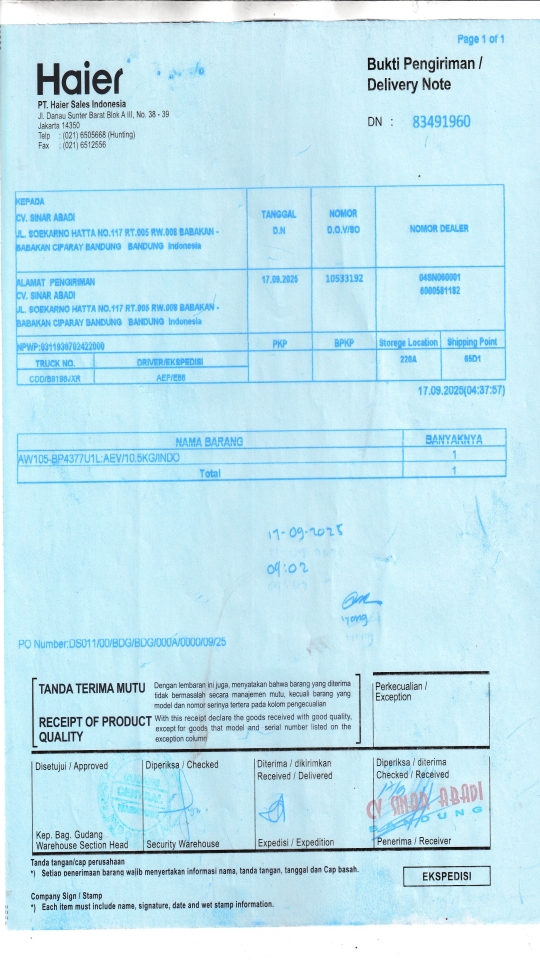 Page 1 of 1
Haier
Bukti Pengiriman /
Delivery Note
PT. Haier Sales Indonesia
Jl. Danau Sunter Barat Blok A III, No. 38 - 39
Jakarta 14350
Telp : (021) 6505668 (Hunting)
Fax : (021) 6512556
DN : 83491960
KEPADA
CV. SINAR ABADI
JL. SOEKARNO HATTA NO.117 RT.005 RW.008 BABAKAN -
BABAKAN CIPARAY BANDUNG BANDUNG Indonesia
TANGGAL
D.N
NOMOR
D.O.V/SO
NOMOR DEALER
ALAMAT PENGIRIMAN
CV. SINAR ABADI
JL. SOEKARNO HATTA NO.117 RT.005 RW.008 BABAKAN -
BABAKAN CIPARAY BANDUNG BANDUNG Indonesia
17.09.2025
10533192
04SN060001
6000581182
NPWP:0311936702422000
PKP
BPKP
Storege Location
Shipping Point
TRUCK NO.
DRIVER/EKSPEDISI
220A
65D1
CDD/B9196JXR
AEP/E66
17.09.2025(04:37:57)
NAMA BARANG
BANYAKNYA
AW105-BP4377U1L:AEV/10.5KG/INDO
1
Total
1
17-09-2025
09:02
iyong
PO Number:DS011/00/BDG/BDG/000A/0000/09/25
TANDA TERIMA MUTU
Dengan lembaran ini juga, menyatakan bahwa barang yang diterima
tidak bermasalah secara manajemen mutu, kecuali barang yang
model dan nomor serinya tertera pada kolom pengecualian
RECEIPT OF PRODUCT
QUALITY
With this receipt declare the goods received with good quality,
except for goods that model and serial number listed on the
exception column
Perkecualian /
Exception
Disetujui / Approved
Diperiksa / Checked
Diterima / dikirimkan
Received / Delivered
Diperiksa / diterima
Checked / Received
CV SINAR ABADI
BANDUNG
Kep. Bag. Gudang
Warehouse Section Head
Security Warehouse
Expedisi / Expedition
Penerima / Receiver
Tanda tangan/cap perusahaan
*) Setiap penerimaan barang wajib menyertakan informasi nama, tanda tangan, tanggal dan Cap basah.
EKSPEDISI
Company Sign / Stamp
*) Each item must include name, signature, date and wet stamp information.